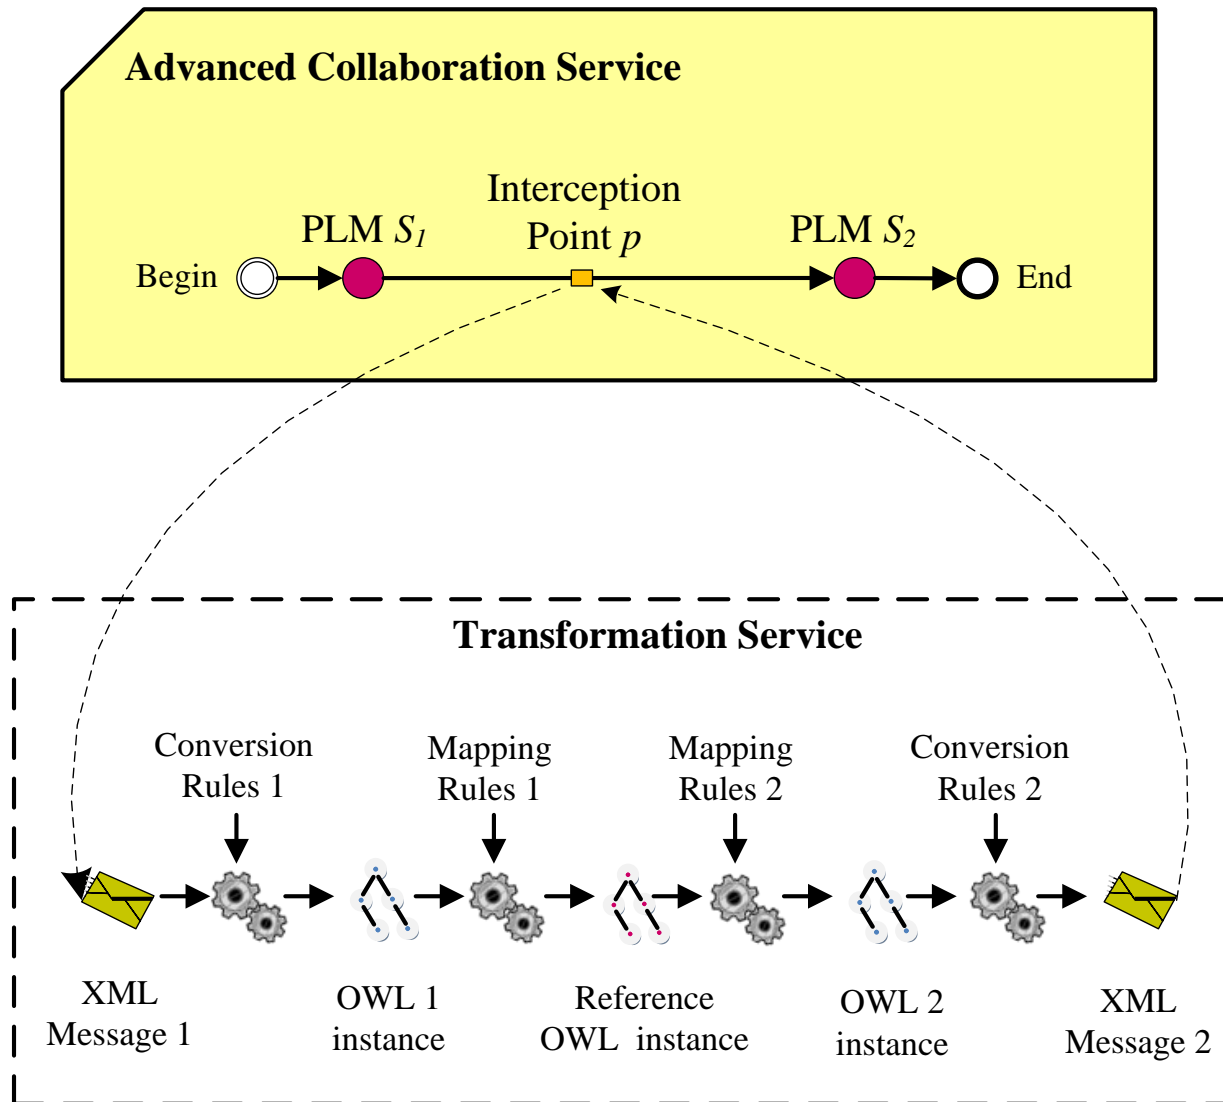 Advanced Collaboration Service
Interception
Point p
PLM S1
PLM S2
Begin
End
Transformation Service
Conversion
Rules 1
Mapping
Rules 1
Mapping
Rules 2
Conversion
Rules 2
XML
Message 1
OWL 1
instance
Reference
OWL instance
OWL 2
instance
XML
Message 2